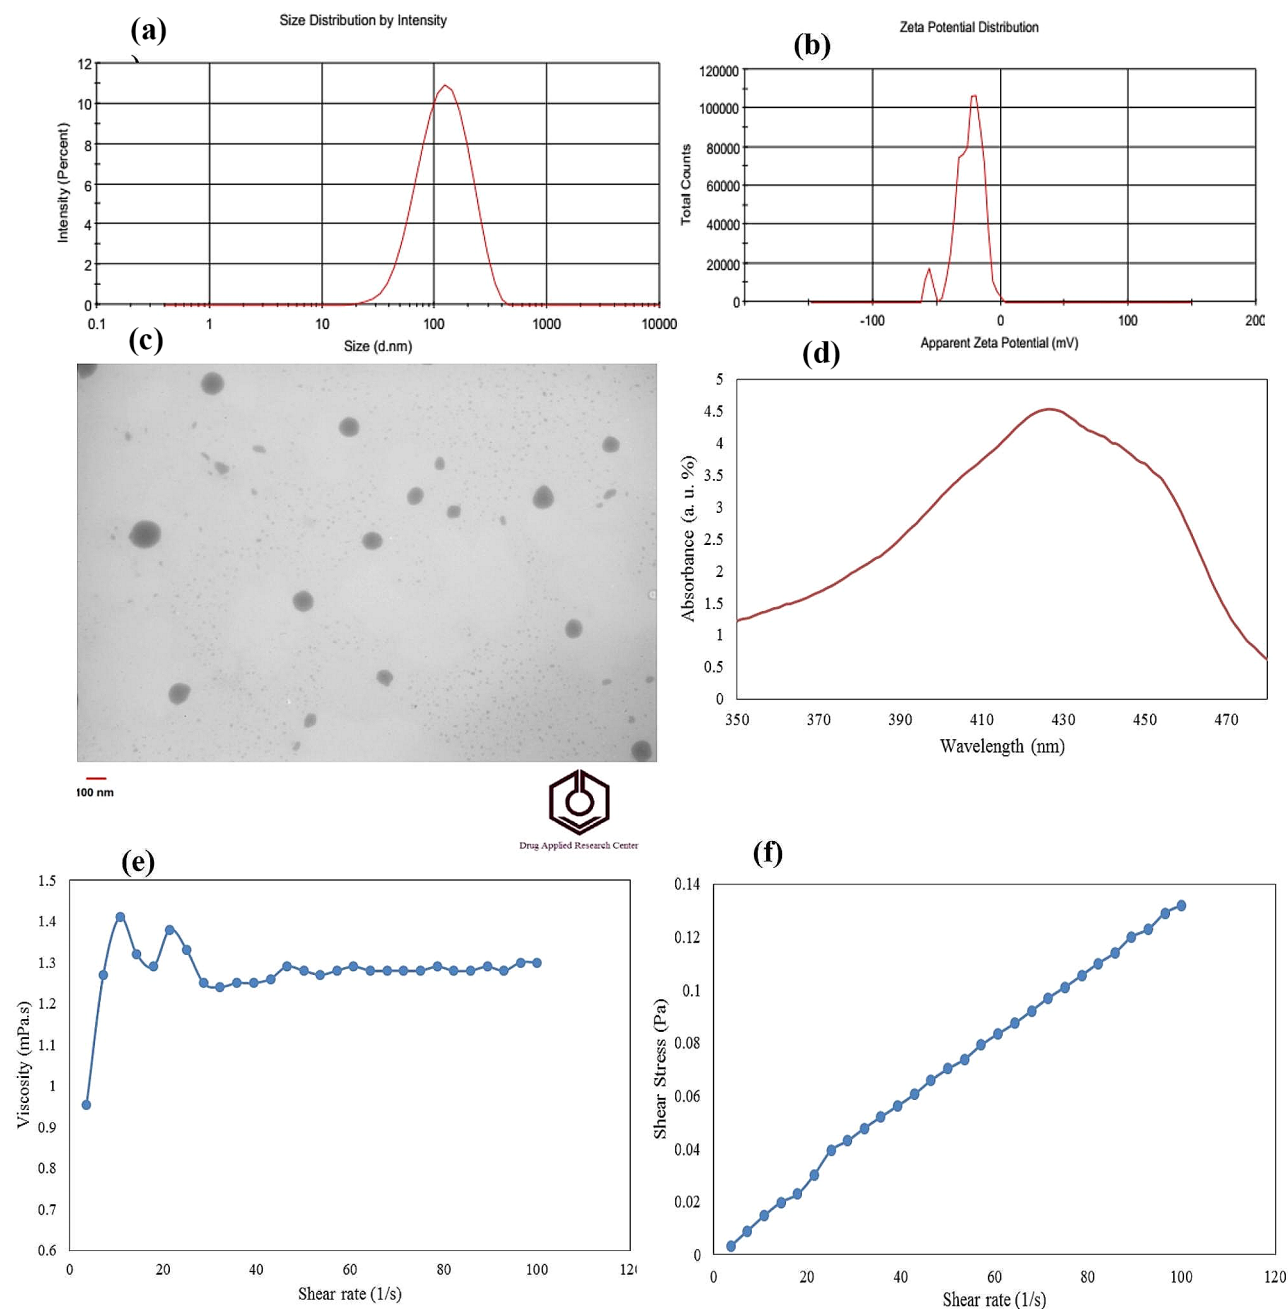 (a)
Size Distribution by Intensity
)
Intensity (Percent)
12
10
8
6
4
2
0
0.1 1 10 100 1000 10000
Size (d.nm)
(b)
Zeta Potential Distribution
Total Counts
120000
100000
80000
60000
40000
20000
0
-100 0 100 200
Apparent Zeta Potential (mV)
(c)
100 nm
Drug Applied Research Center
(d)
Absorbance (a. u. %)
5
4.5
4
3.5
3
2.5
2
1.5
1
0.5
0
350 370 390 410 430 450 470
Wavelength (nm)
(e)
Viscosity (mPa.s)
1.5
1.4
1.3
1.2
1.1
1
0.9
0.8
0.7
0.6
0 20 40 60 80 100 120
Shear rate (1/s)
(f)
Shear Stress (Pa)
0.14
0.12
0.1
0.08
0.06
0.04
0.02
0
0 20 40 60 80 100 120
Shear rate (1/s)